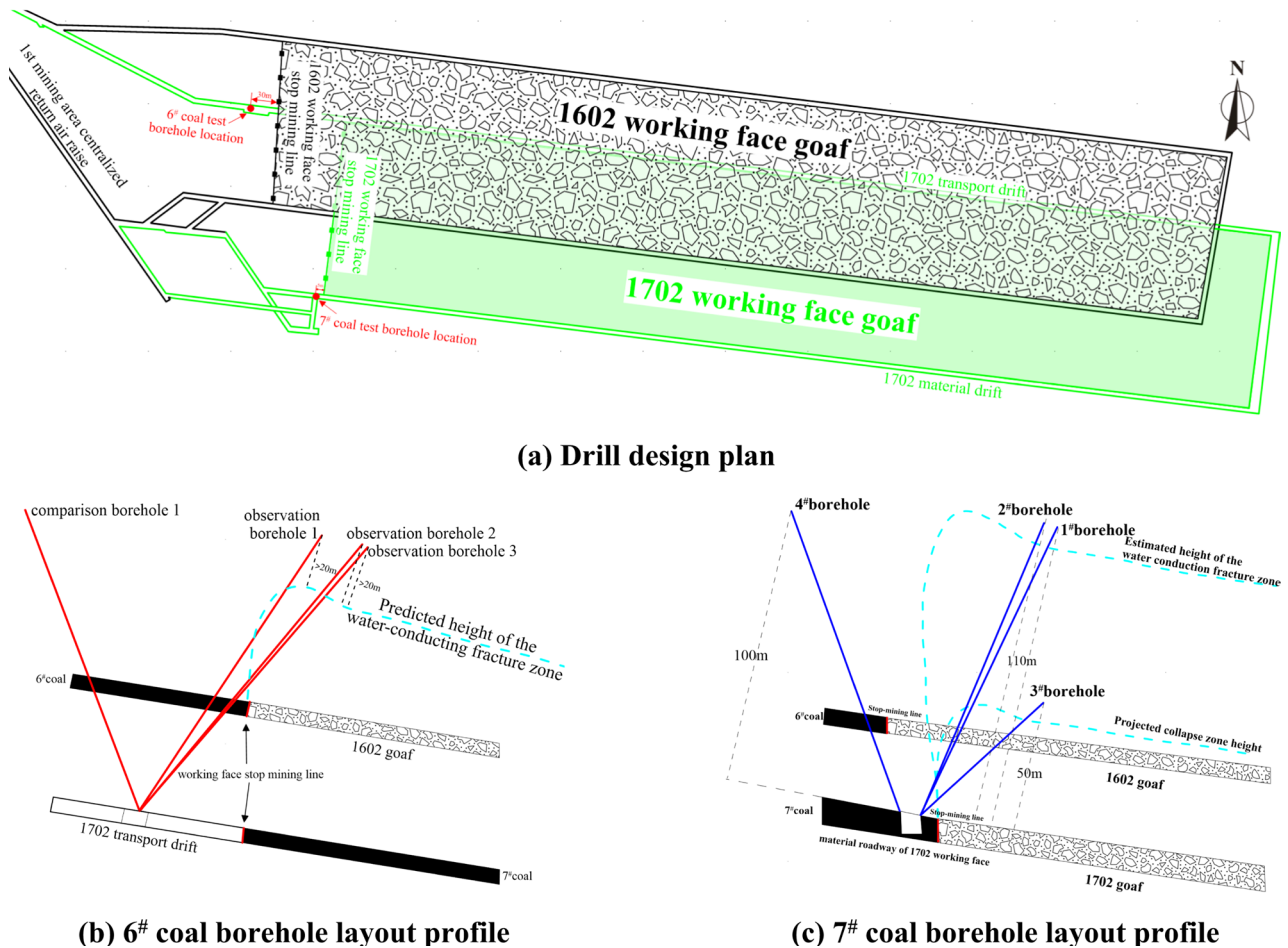 N
1st mining area centralized
return air raise
30m
6# coal test
borehole location
1602 working face
stop mining line
1602 working face goaf
1702 transport drift
1702 working face
stop mining line
1702 working face goaf
7# coal test borehole location
1702 material drift
(a) Drill design plan
comparison borehole 1
observation
borehole 1
observation borehole 2
observation borehole 3
>20m
>20m
Predicted height of the
water-conducting fracture zone
6#coal
1602 goaf
working face stop mining line
1702 transport drift
7#coal
(b) 6# coal borehole layout profile
4#borehole
2#borehole
1#borehole
Estimated height of the
water conduction fracture zone
100m
110m
3#borehole
6#coal
Stop-mining line
Projected collapse zone height
1602 goaf
50m
7#coal
Stop-mining line
material roadway of 1702 working face
1702 goaf
(c) 7# coal borehole layout profile